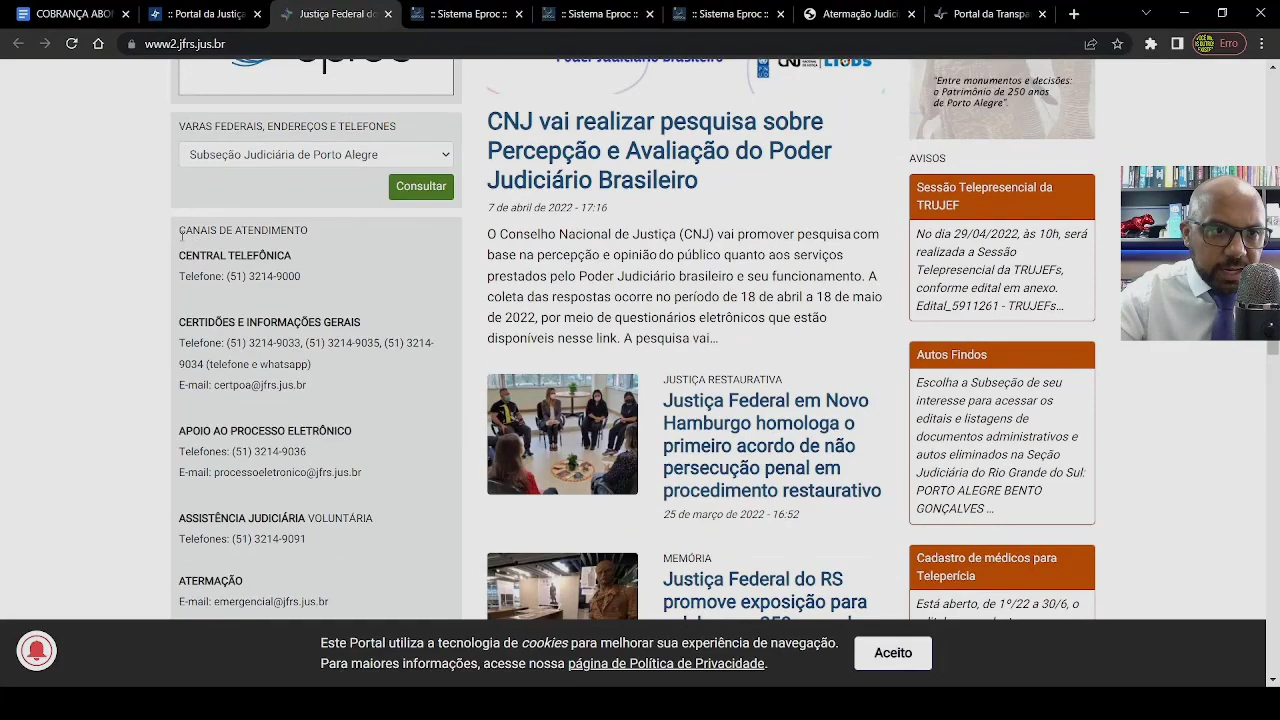 COBRANÇA ABO
:: Portal da Justiça
Justiça Federal do
:: Sistema Eproc ::
:: Sistema Eproc ::
:: Sistema Eproc ::
Atermação Judici
Portal da Transpa
www2.jfrs.jus.br
Erro
VARAS FEDERAIS, ENDEREÇOS E TELEFONES
Subseção Judiciária de Porto Alegre
Consultar
CANAIS DE ATENDIMENTO
CENTRAL TELEFÔNICA
Telefone: (51) 3214-9000
CERTIDÕES E INFORMAÇÕES GERAIS
Telefone: (51) 3214-9033, (51) 3214-9035, (51) 3214-
9034 (telefone e whatsapp)
E-mail: certpoa@jfrs.jus.br
APOIO AO PROCESSO ELETRÔNICO
Telefones: (51) 3214-9036
E-mail: processoeletronico@jfrs.jus.br
ASSISTÊNCIA JUDICIÁRIA VOLUNTÁRIA
Telefones: (51) 3214-9091
ATERMAÇÃO
E-mail: emergencial@jfrs.jus.br
Poder Judiciário Brasileiro
CNJ
LIODS
CNJ vai realizar pesquisa sobre
Percepção e Avaliação do Poder
Judiciário Brasileiro
7 de abril de 2022 - 17:16
O Conselho Nacional de Justiça (CNJ) vai promover pesquisa com
base na percepção e opinião do público quanto aos serviços
prestados pelo Poder Judiciário brasileiro e seu funcionamento. A
coleta das respostas ocorre no período de 18 de abril a 18 de maio
de 2022, por meio de questionários eletrônicos que estão
disponíveis nesse link. A pesquisa vai...
JUSTIÇA RESTAURATIVA
Justiça Federal em Novo
Hamburgo homologa o
primeiro acordo de não
persecução penal em
procedimento restaurativo
25 de março de 2022 - 16:52
MEMÓRIA
Justiça Federal do RS
promove exposição para
"Entre monumentos e decisões:
o Patrimônio de 250 anos
de Porto Alegre".
AVISOS
Sessão Telepresencial da
TRUJEF
No dia 29/04/2022, às 10h, será
realizada a Sessão
Telepresencial da TRUJEFs,
conforme edital em anexo.
Edital_5911261 - TRUJEFs...
Autos Findos
Escolha a Subseção de seu
interesse para acessar os
editais e listagens de
documentos administrativos e
autos eliminados na Seção
Judiciária do Rio Grande do Sul:
PORTO ALEGRE BENTO
GONÇALVES ...
Cadastro de médicos para
Teleperícia
Está aberto, de 1º/22 a 30/6, o
Este Portal utiliza a tecnologia de cookies para melhorar sua experiência de navegação.
Para maiores informações, acesse nossa página de Política de Privacidade.
Aceito